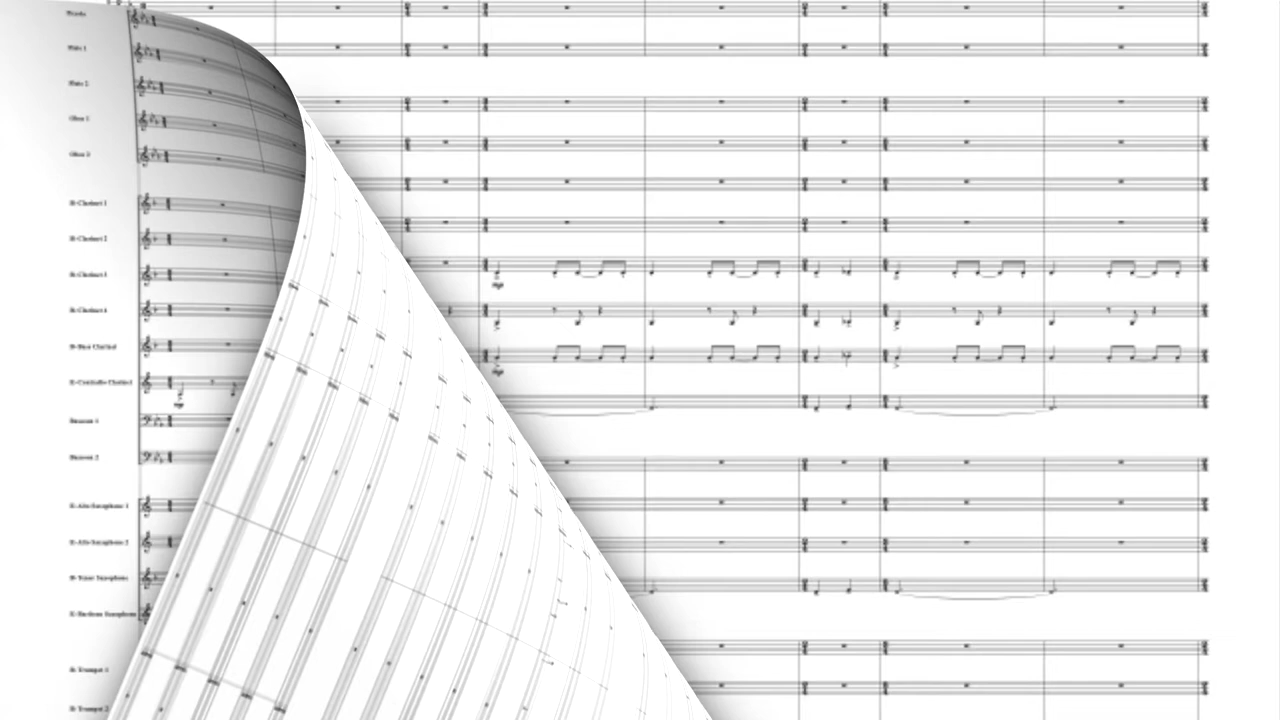 Piccolo
Flute 1
Flute 2
Oboe 1
Oboe 2
B♭ Clarinet 1
B♭ Clarinet 2
B♭ Clarinet 3
B♭ Clarinet 4
B♭ Bass Clarinet
E♭ Contralto Clarinet
Bassoon 1
Bassoon 2
E♭ Alto Saxophone 1
E♭ Alto Saxophone 2
B♭ Tenor Saxophone
E♭ Baritone Saxophone
B♭ Trumpet 1
B♭ Trumpet 2